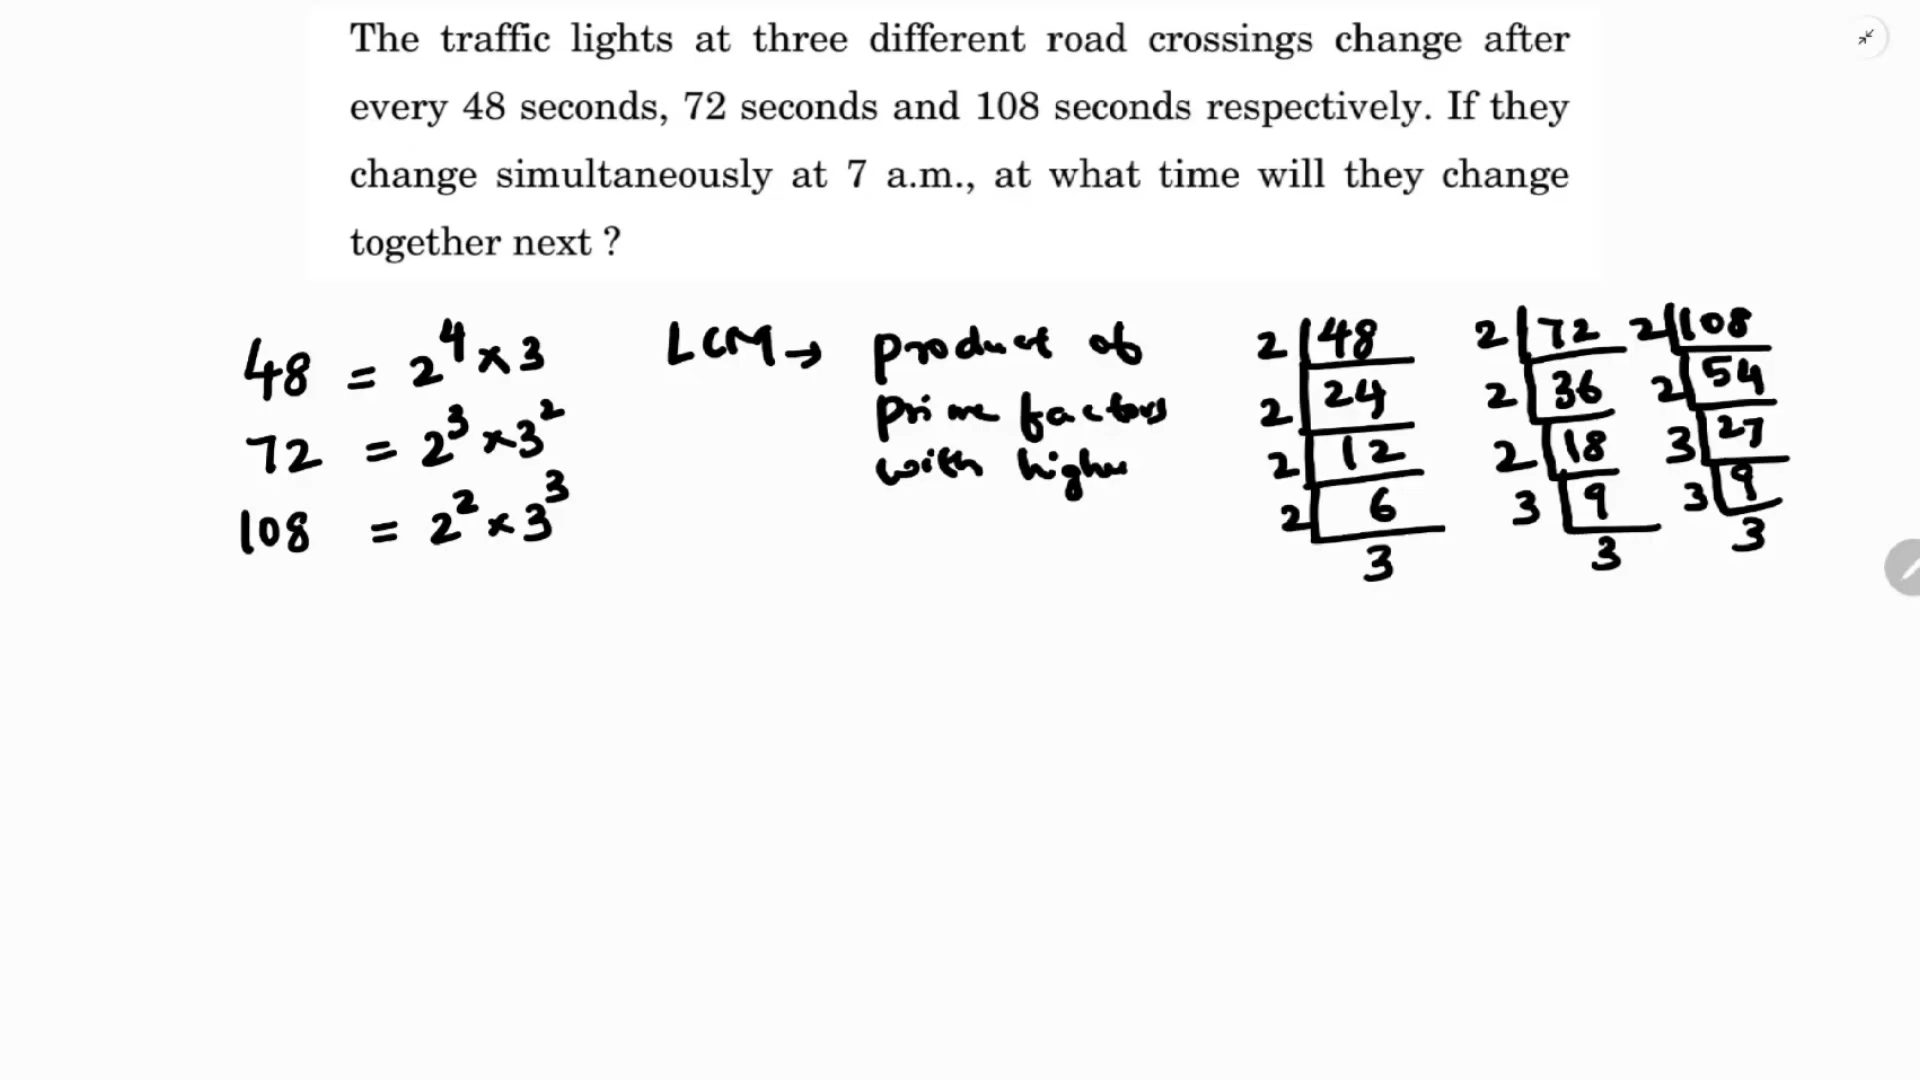 The traffic lights at three different road crossings change after
every 48 seconds, 72 seconds and 108 seconds respectively. If they
change simultaneously at 7 a.m., at what time will they change
together next ?
48 = 2⁴ × 3
72 = 2³ × 3²
108 = 2² × 3³
LCM → product of
prime factors
with highe
2 | 48
2 | 24
2 | 12
2 | 6
3
2 | 72
2 | 36
2 | 18
3 | 9
3
2 | 108
2 | 54
3 | 27
3 | 9
3